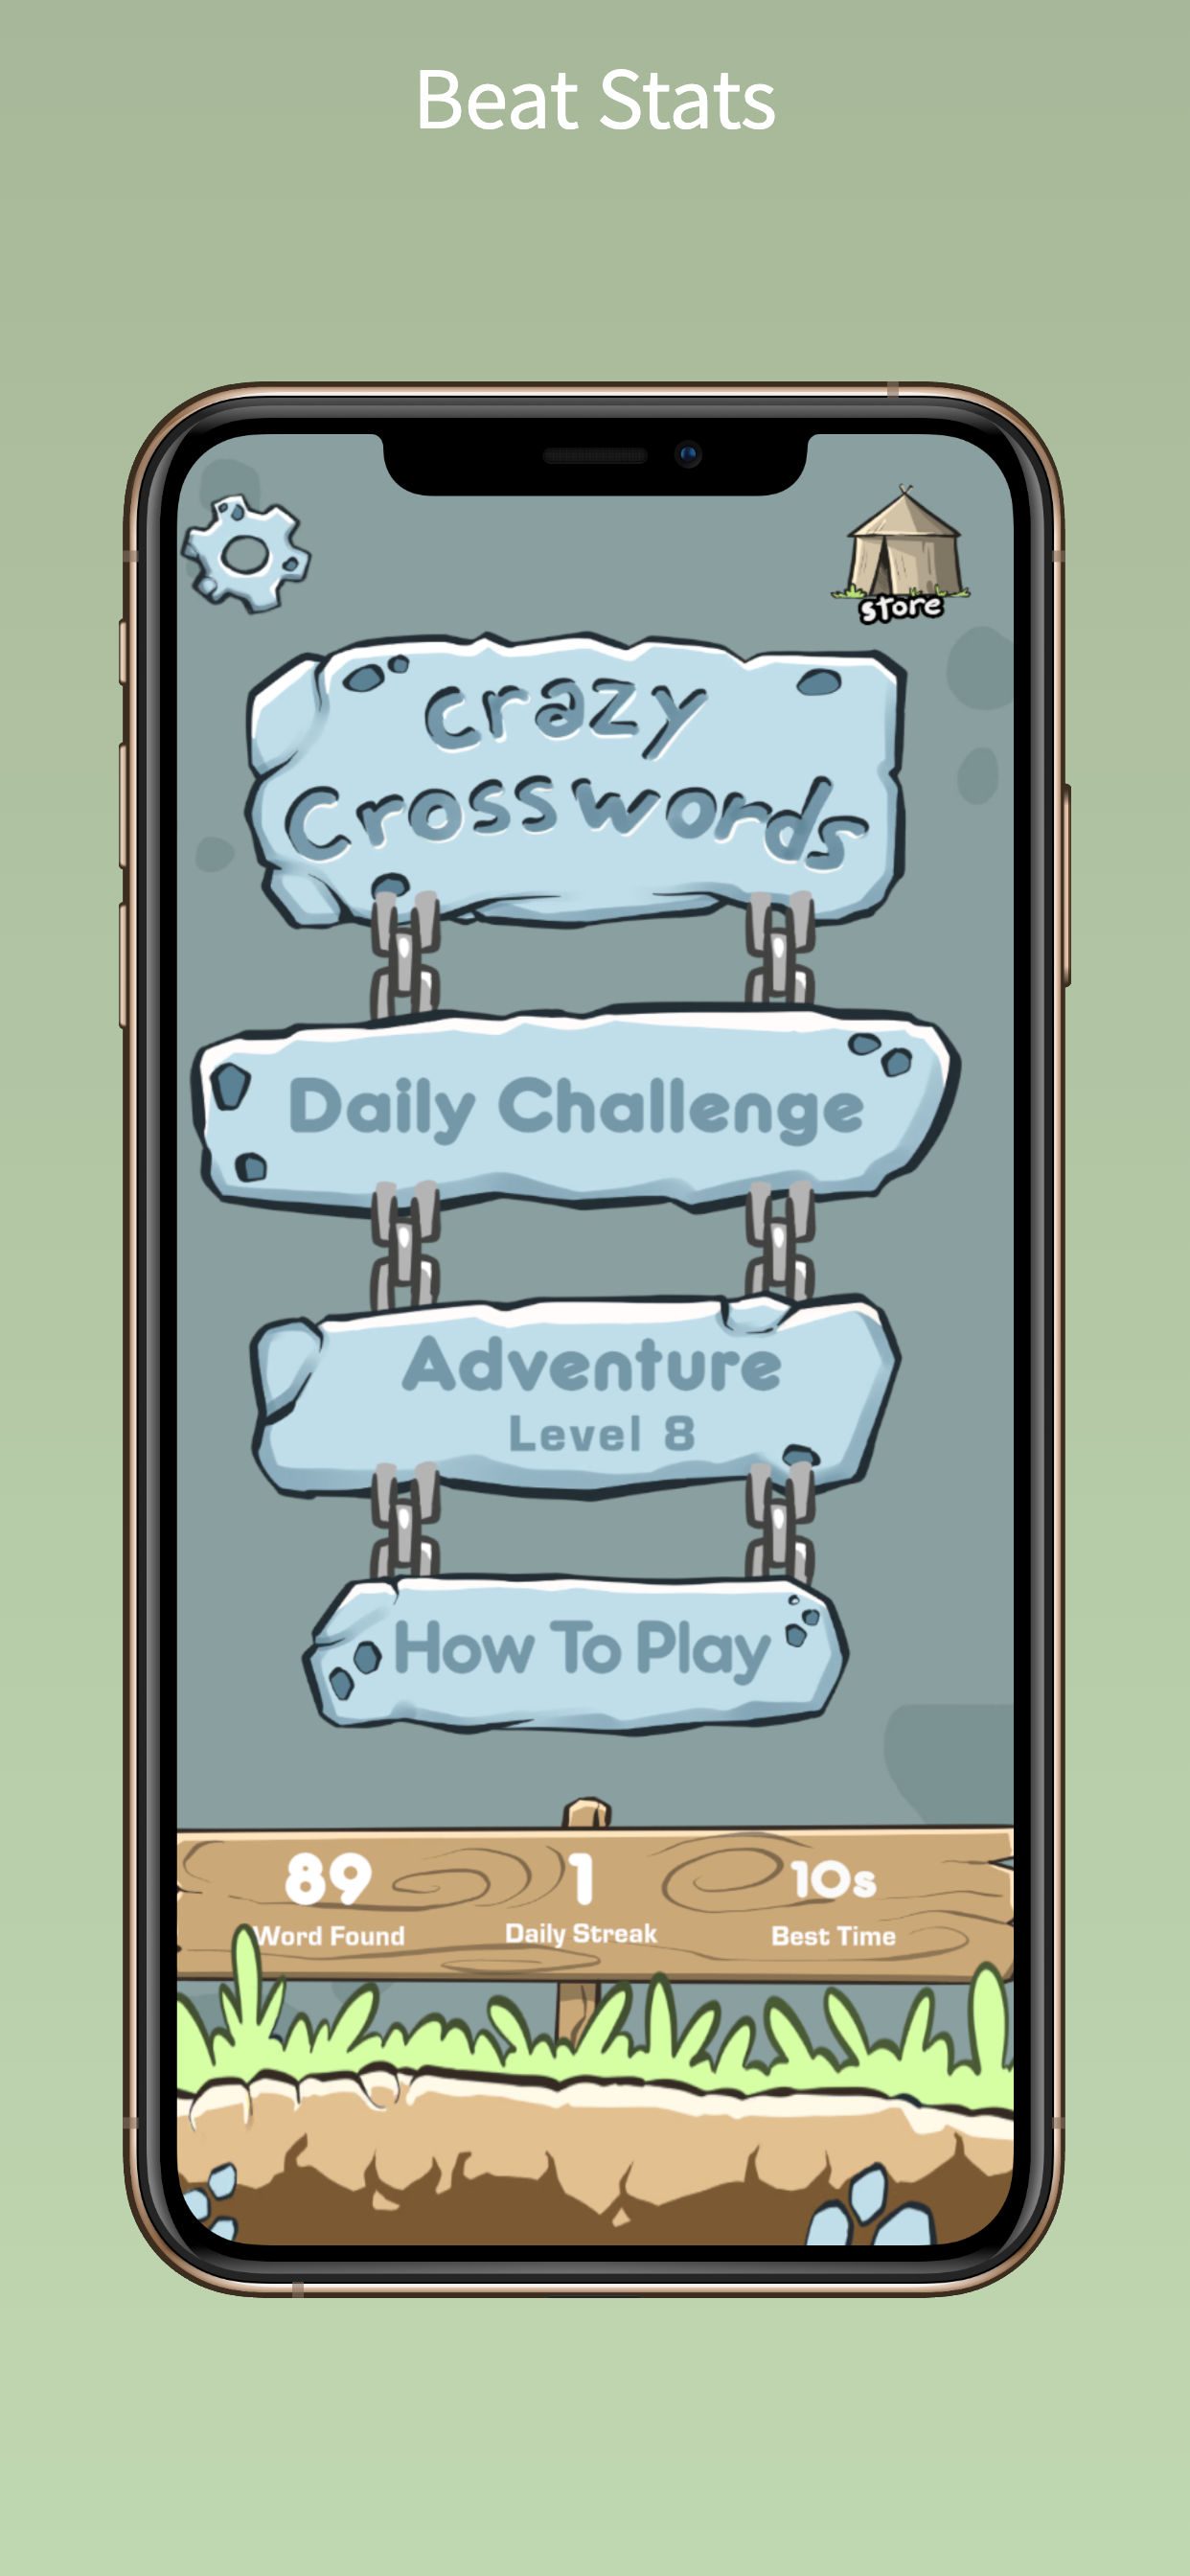 Beat Stats
store
crazy
Crosswords
Daily Challenge
Adventure
Level 8
How To Play
89 1 10s
Word Found Daily Streak Best Time